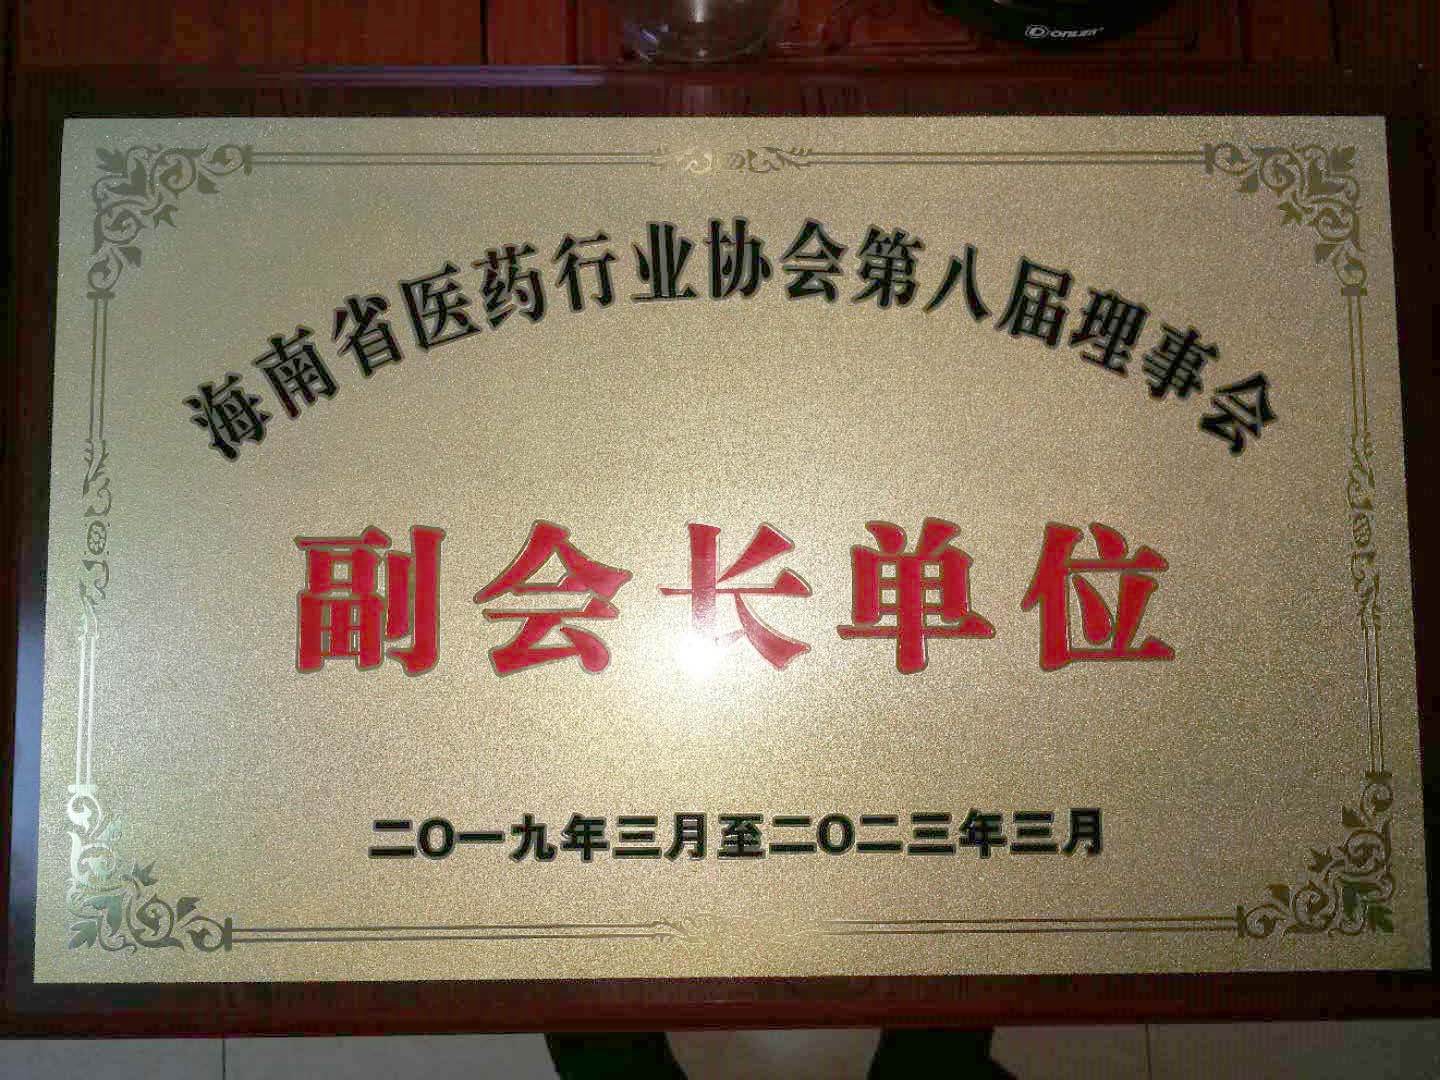 海南省医药行业协会第八届理事会
副会长单位
二〇一九年三月至二〇二三年三月